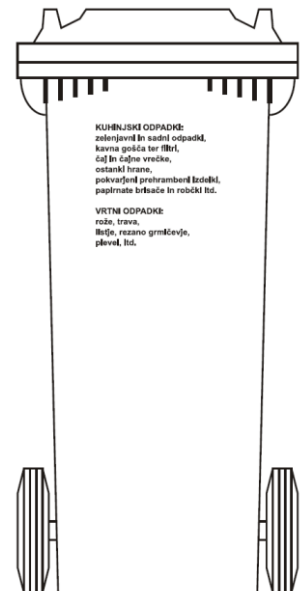 KUHINJSKI ODPADKI:
zelenjavni in sadni odpadki,
kavna gošča ter filtri,
čaj in čajne vrečke,
ostanki hrane,
pokvarjeni prehrambeni izdelki,
papirnate brisače in robčki itd.
VRTNI ODPADKI:
rože, trava,
listje, rezano grmičevje,
plevel, itd.